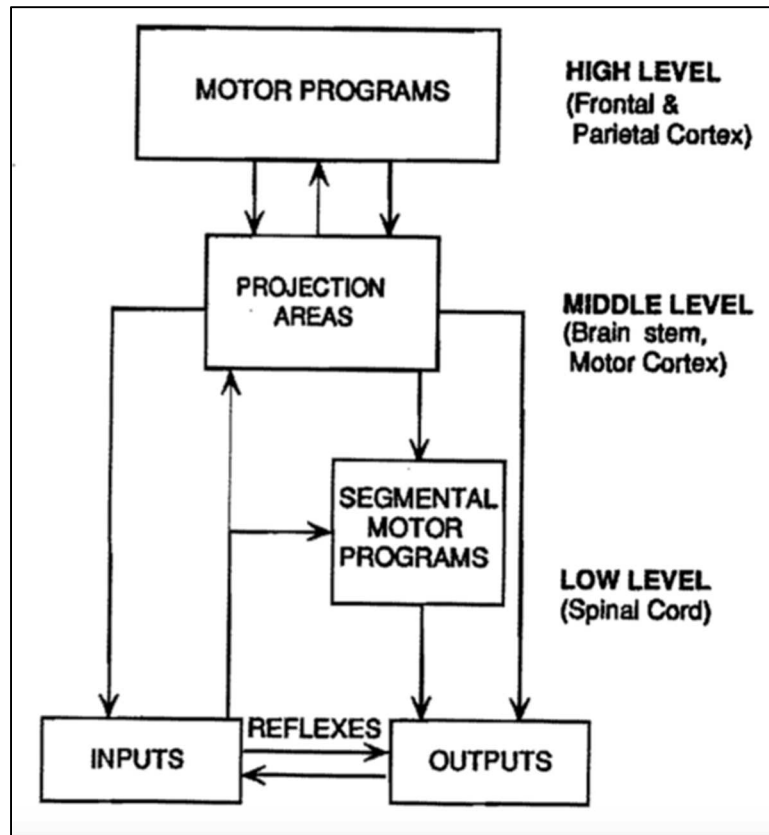 MOTOR PROGRAMS
HIGH LEVEL
(Frontal &
Parietal Cortex)
PROJECTION
AREAS
MIDDLE LEVEL
(Brain stem,
Motor Cortex)
SEGMENTAL
MOTOR
PROGRAMS
LOW LEVEL
(Spinal Cord)
INPUTS
REFLEXES
OUTPUTS